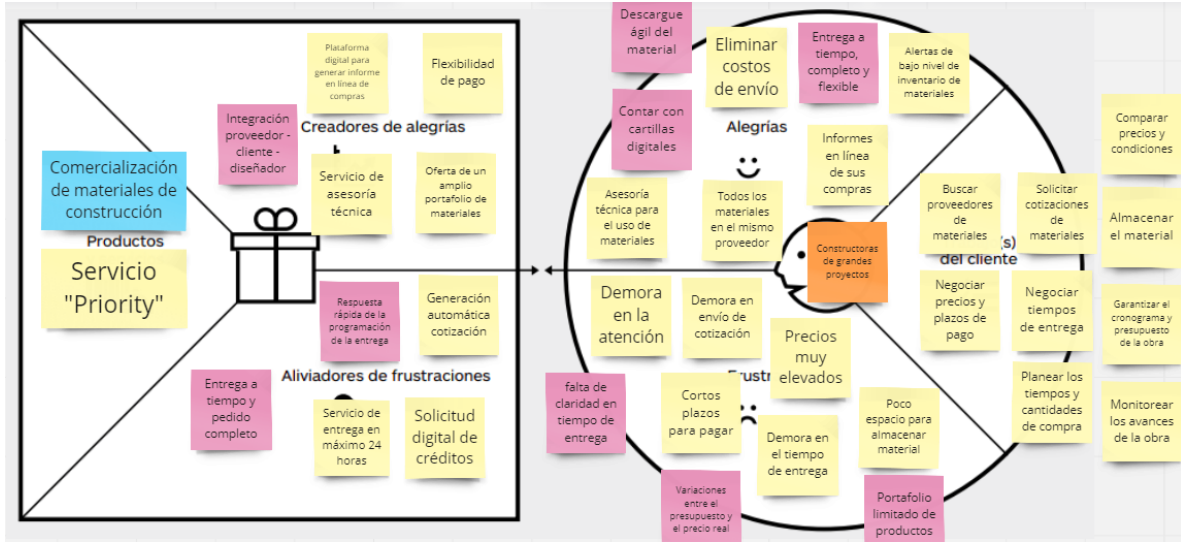 Plataforma
digital para
generar informe
en línea de
compras
Flexibilidad
de pago
Integración
proveedor -
cliente -
diseñador
Creadores de alegrías
Servicio de
asesoría
técnica
Oferta de un
amplio
portafolio de
materiales
Comercialización
de materiales de
construcción
Productos
Servicio
"Priority"
Respuesta
rápida de la
programación
de la entrega
Generación
automática
cotización
Aliviadores de frustraciones
Entrega a
tiempo y
pedido
completo
Servicio de
entrega en
máximo 24
horas
Solicitud
digital de
créditos
Descargue
ágil del
material
Eliminar
costos
de envío
Entrega a
tiempo,
completo y
flexible
Alertas de
bajo nivel de
inventario de
materiales
Contar con
cartillas
digitales
Alegrías
Informes
en línea
de sus
compras
Asesoría
técnica para
el uso de
materiales
Todos los
materiales
en el mismo
proveedor
Constructoras
de grandes
proyectos
Buscar
proveedores
de
materiales
Solicitar
cotizaciones
de
materiales
(s)
del cliente
Negociar
precios y
plazos de
pago
Negociar
tiempos
de entrega
Planear los
tiempos y
cantidades
de compra
Comparar
precios y
condiciones
Almacenar
el material
Garantizar el
cronograma y
presupuesto
de la obra
Monitorear
los avances
de la obra
Demora
en la
atención
Demora en
envío de
cotización
Precios
muy
elevados
Frust
falta de
claridad en
tiempo de
entrega
Cortos
plazos
para pagar
Demora en
el tiempo
de entrega
Poco
espacio para
almacenar
material
Variaciones
entre el
presupuesto y
el precio real
Portafolio
limitado de
productos